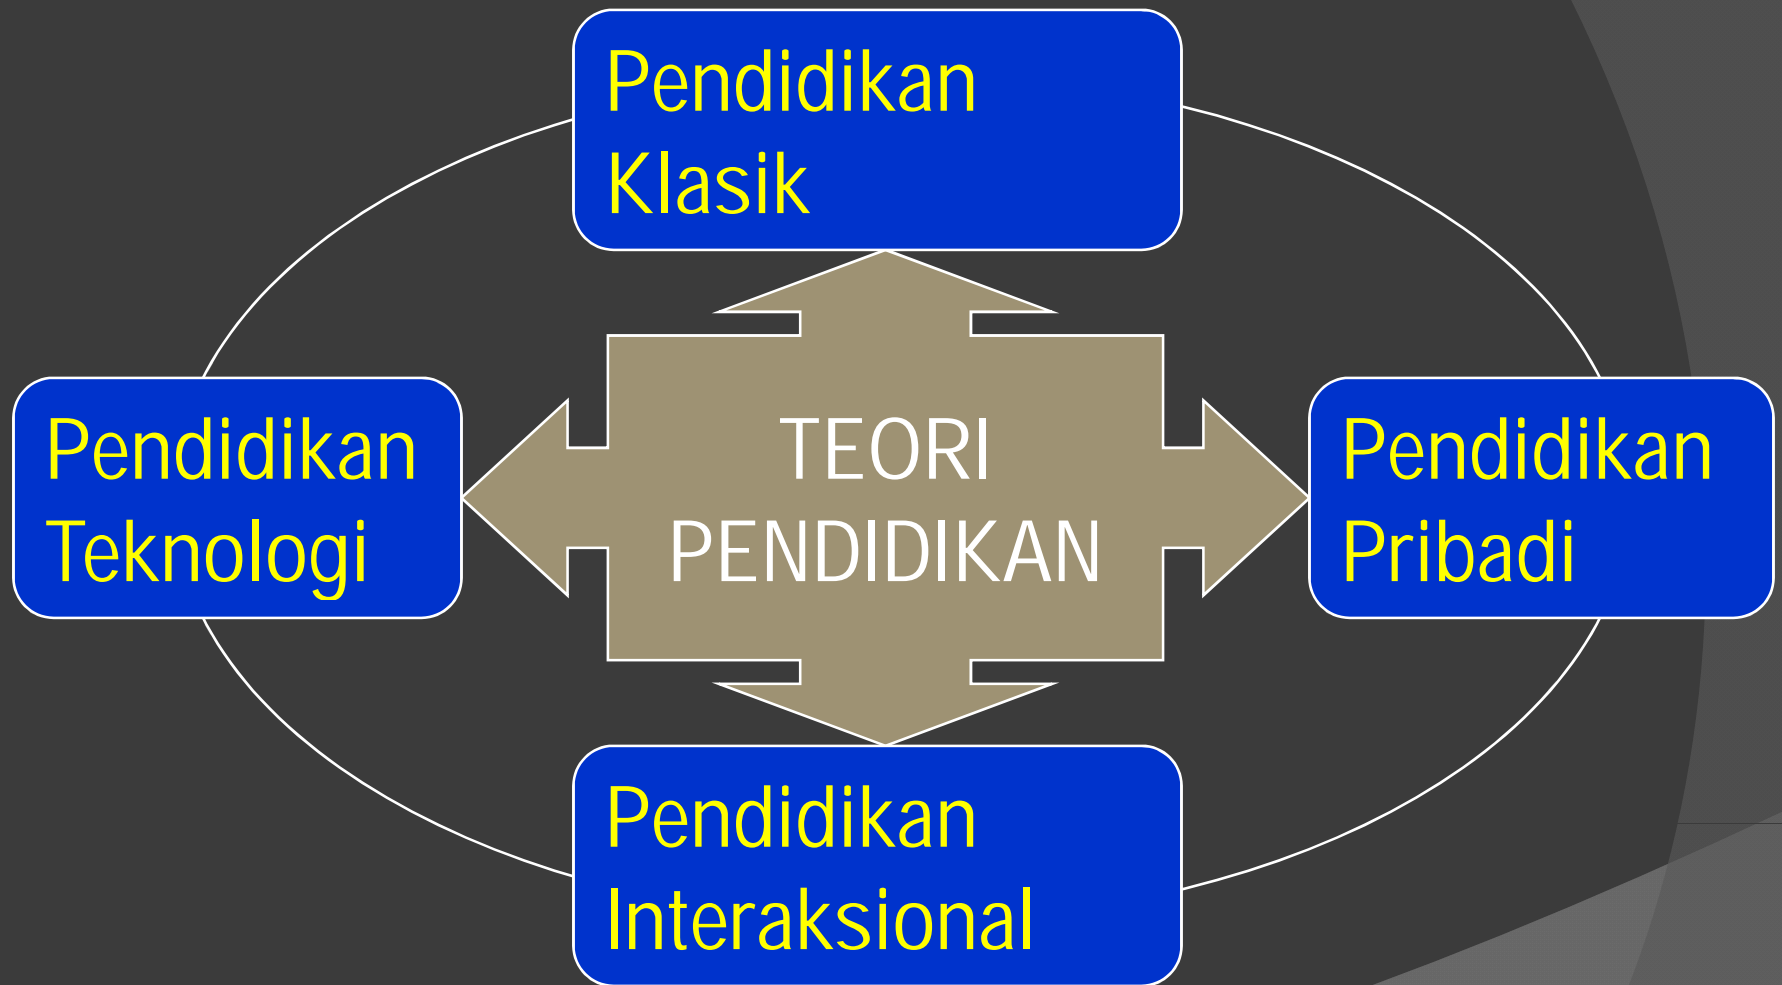 Pendidikan
Klasik
Pendidikan
Teknologi
TEORI
PENDIDIKAN
Pendidikan
Pribadi
Pendidikan
Interaksional